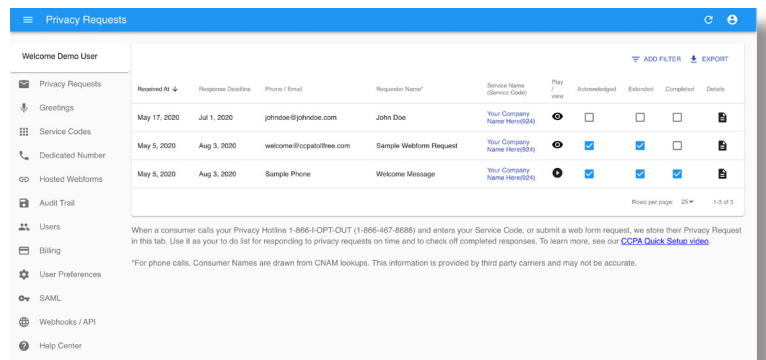 Privacy Requests
Welcome Demo User
ADD FILTER EXPORT
Privacy Requests
Greetings
Service Codes
Dedicated Number
Hosted Webforms
Audit Trail
Users
Billing
User Preferences
SAML
Webhooks / API
Help Center
Received At Response Deadline Phone / Email Requester Name* Service Name (Service Code) Play / view Acknowledged Extended Completed Details
May 17, 2020 Jul 1, 2020 johndoe@johndoe.com John Doe Your Company Name Here(924)
May 5, 2020 Aug 3, 2020 welcome@ccpatollfree.com Sample Webform Request Your Company Name Here(924)
May 5, 2020 Aug 3, 2020 Sample Phone Welcome Message Your Company Name Here(924)
Rows per page: 25 1-3 of 3
When a consumer calls your Privacy Hotline 1-866-I-OPT-OUT (1-866-467-8688) and enters your Service Code, or submit a web form request, we store their Privacy Request
in this tab. Use it as your to do list for responding to privacy requests on time and to check off completed responses. To learn more, see our CCPA Quick Setup video.
*For phone calls, Consumer Names are drawn from CNAM lookups. This information is provided by third party carriers and may not be accurate.